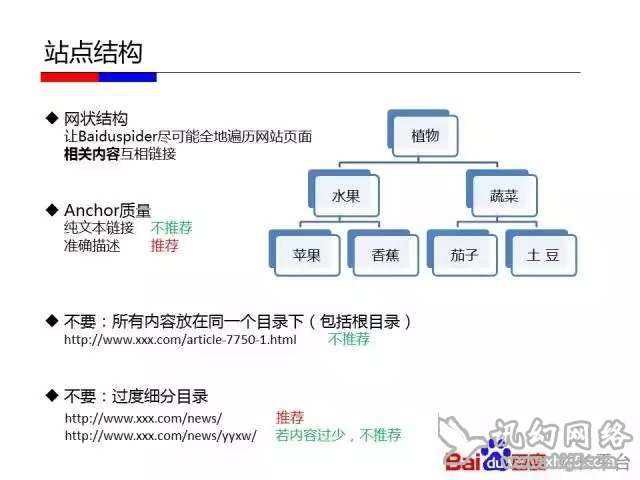 站点结构
◆ 网状结构
让Baiduspider尽可能全地遍历网站页面
相关内容互相链接
◆ Anchor质量
纯文本链接 不推荐
准确描述 推荐
植物
水果 蔬菜
苹果 香蕉 茄子 土 豆
◆ 不要：所有内容放在同一个目录下（包括根目录）
http://www.xxx.com/article-7750-1.html 不推荐
◆ 不要：过度细分目录
http://www.xxx.com/news/ 推荐
http://www.xxx.com/news/yyxw/ 若内容过少，不推荐
讯幻网络
Bai du 百度
平台